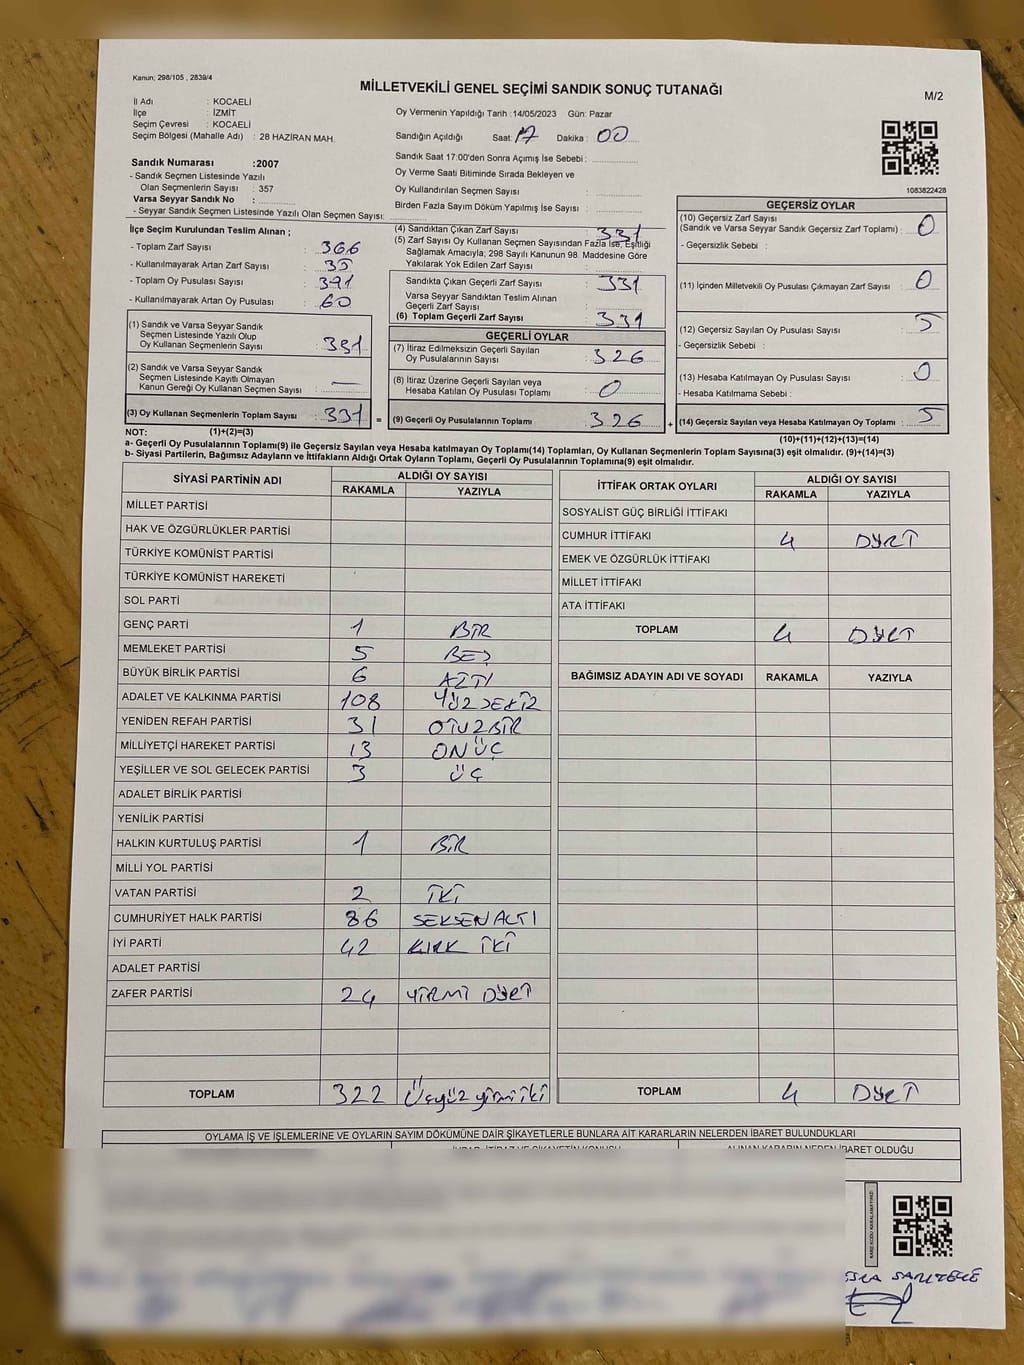 Kanun; 298/105 , 2839/4
MİLLETVEKİLİ GENEL SEÇİMİ SANDIK SONUÇ TUTANAĞI
M/2
İl Adı : KOCAELİ
İlçe : İZMİT
Seçim Çevresi : KOCAELİ
Seçim Bölgesi (Mahalle Adı) : 28 HAZİRAN MAH.
Oy Vermenin Yapıldığı Tarih :14/05/2023 Gün: Pazar
Sandığın Açıldığı Saat: 17 Dakika : 00
Sandık Saat 17:00'den Sonra Açımış İse Sebebi :
Oy Verme Saati Bitiminde Sırada Bekleyen ve
Oy Kullandırılan Seçmen Sayısı :
Birden Fazla Sayım Döküm Yapılmış İse Sayısı :
1083822428
Sandık Numarası :2007
- Sandık Seçmen Listesinde Yazılı
Olan Seçmenlerin Sayısı : 357
Varsa Seyyar Sandık No :
- Seyyar Sandık Seçmen Listesinde Yazılı Olan Seçmen Sayısı:
İlçe Seçim Kurulundan Teslim Alınan ;
- Toplam Zarf Sayısı : 366
- Kullanılmayarak Artan Zarf Sayısı : 35
- Toplam Oy Pusulası Sayısı : 391
- Kullanılmayarak Artan Oy Pusulası : 60
(1) Sandık ve Varsa Seyyar Sandık
Seçmen Listesinde Yazılı Olup
Oy Kullanan Seçmenlerin Sayısı : 331
(2) Sandık ve Varsa Seyyar Sandık
Seçmen Listesinde Kayıtlı Olmayan
Kanun Gereği Oy Kullanan Seçmen Sayısı : —
(3) Oy Kullanan Seçmenlerin Toplam Sayısı : 331 =
(4) Sandıktan Çıkan Zarf Sayısı : 331
(5) Zarf Sayısı Oy Kullanan Seçmen Sayısından Fazla İse, Eşitliği
Sağlamak Amacıyla; 298 Sayılı Kanunun 98. Maddesine Göre
Yakılarak Yok Edilen Zarf Sayısı :
Sandıkta Çıkan Geçerli Zarf Sayısı : 331
Varsa Seyyar Sandıktan Teslim Alınan
Geçerli Zarf Sayısı :
(6) Toplam Geçerli Zarf Sayısı : 331
GEÇERLİ OYLAR
(7) İtiraz Edilmeksizin Geçerli Sayılan
Oy Pusulalarının Sayısı : 326
(8) İtiraz Üzerine Geçerli Sayılan veya
Hesaba Katılan Oy Pusulası Toplamı : 0
(9) Geçerli Oy Pusulalarının Toplamı : 326 +
GEÇERSİZ OYLAR
(10) Geçersiz Zarf Sayısı
(Sandık ve Varsa Seyyar Sandık Geçersiz Zarf Toplamı) : 0
- Geçersizlik Sebebi :
(11) İçinden Milletvekili Oy Pusulası Çıkmayan Zarf Sayısı : 0
(12) Geçersiz Sayılan Oy Pusulası Sayısı : 5
- Geçersizlik Sebebi :
(13) Hesaba Katılmayan Oy Pusulası Sayısı : 0
- Hesaba Katılmama Sebebi :
(14) Geçersiz Sayılan veya Hesaba Katılmayan Oy Toplamı : 5
NOT: (1)+(2)=(3) (10)+(11)+(12)+(13)=(14)
a- Geçerli Oy Pusulalarının Toplamı(9) ile Geçersiz Sayılan veya Hesaba katılmayan Oy Toplamı(14) Toplamları, Oy Kullanan Seçmenlerin Toplam Sayısına(3) eşit olmalıdır. (9)+(14)=(3)
b- Siyasi Partilerin, Bağımsız Adayların ve İttifakların Aldığı Ortak Oyların Toplamı, Geçerli Oy Pusulalarının Toplamına(9) eşit olmalıdır.
SİYASİ PARTİNİN ADI ALDIĞI OY SAYISI
RAKAMLA YAZIYLA
MİLLET PARTİSİ
HAK VE ÖZGÜRLÜKLER PARTİSİ
TÜRKİYE KOMÜNİST PARTİSİ
TÜRKİYE KOMÜNİST HAREKETİ
SOL PARTİ
GENÇ PARTİ 1 BİR
MEMLEKET PARTİSİ 5 BEŞ
BÜYÜK BİRLİK PARTİSİ 6 ALTI
ADALET VE KALKINMA PARTİSİ 108 YÜZSEKİZ
YENİDEN REFAH PARTİSİ 31 OTUZBİR
MİLLİYETÇİ HAREKET PARTİSİ 13 ONÜÇ
YEŞİLLER VE SOL GELECEK PARTİSİ 3 ÜÇ
ADALET BİRLİK PARTİSİ
YENİLİK PARTİSİ
HALKIN KURTULUŞ PARTİSİ 1 BİR
MİLLİ YOL PARTİSİ
VATAN PARTİSİ 2 İKİ
CUMHURİYET HALK PARTİSİ 86 SEKSENALTI
İYİ PARTİ 42 KIRK İKİ
ADALET PARTİSİ
ZAFER PARTİSİ 24 YİRMİ DÖRT
TOPLAM 322 Üçyüz yirmi iki
İTTİFAK ORTAK OYLARI ALDIĞI OY SAYISI
RAKAMLA YAZIYLA
SOSYALİST GÜÇ BİRLİĞİ İTTİFAKI
CUMHUR İTTİFAKI 4 DÖRT
EMEK VE ÖZGÜRLÜK İTTİFAKI
MİLLET İTTİFAKI
ATA İTTİFAKI
TOPLAM 4 DÖRT
BAĞIMSIZ ADAYIN ADI VE SOYADI RAKAMLA YAZIYLA
TOPLAM 4 DÖRT
OYLAMA İŞ VE İŞLEMLERİNE VE OYLARIN SAYIM DÖKÜMÜNE DAİR ŞİKAYETLERLE BUNLARA AİT KARARLARIN NELERDEN İBARET BULUNDUKLARI
ALINAN KARARIN NEDEN İBARET OLDUĞU
KARE KODU KARALAMAYINIZ!